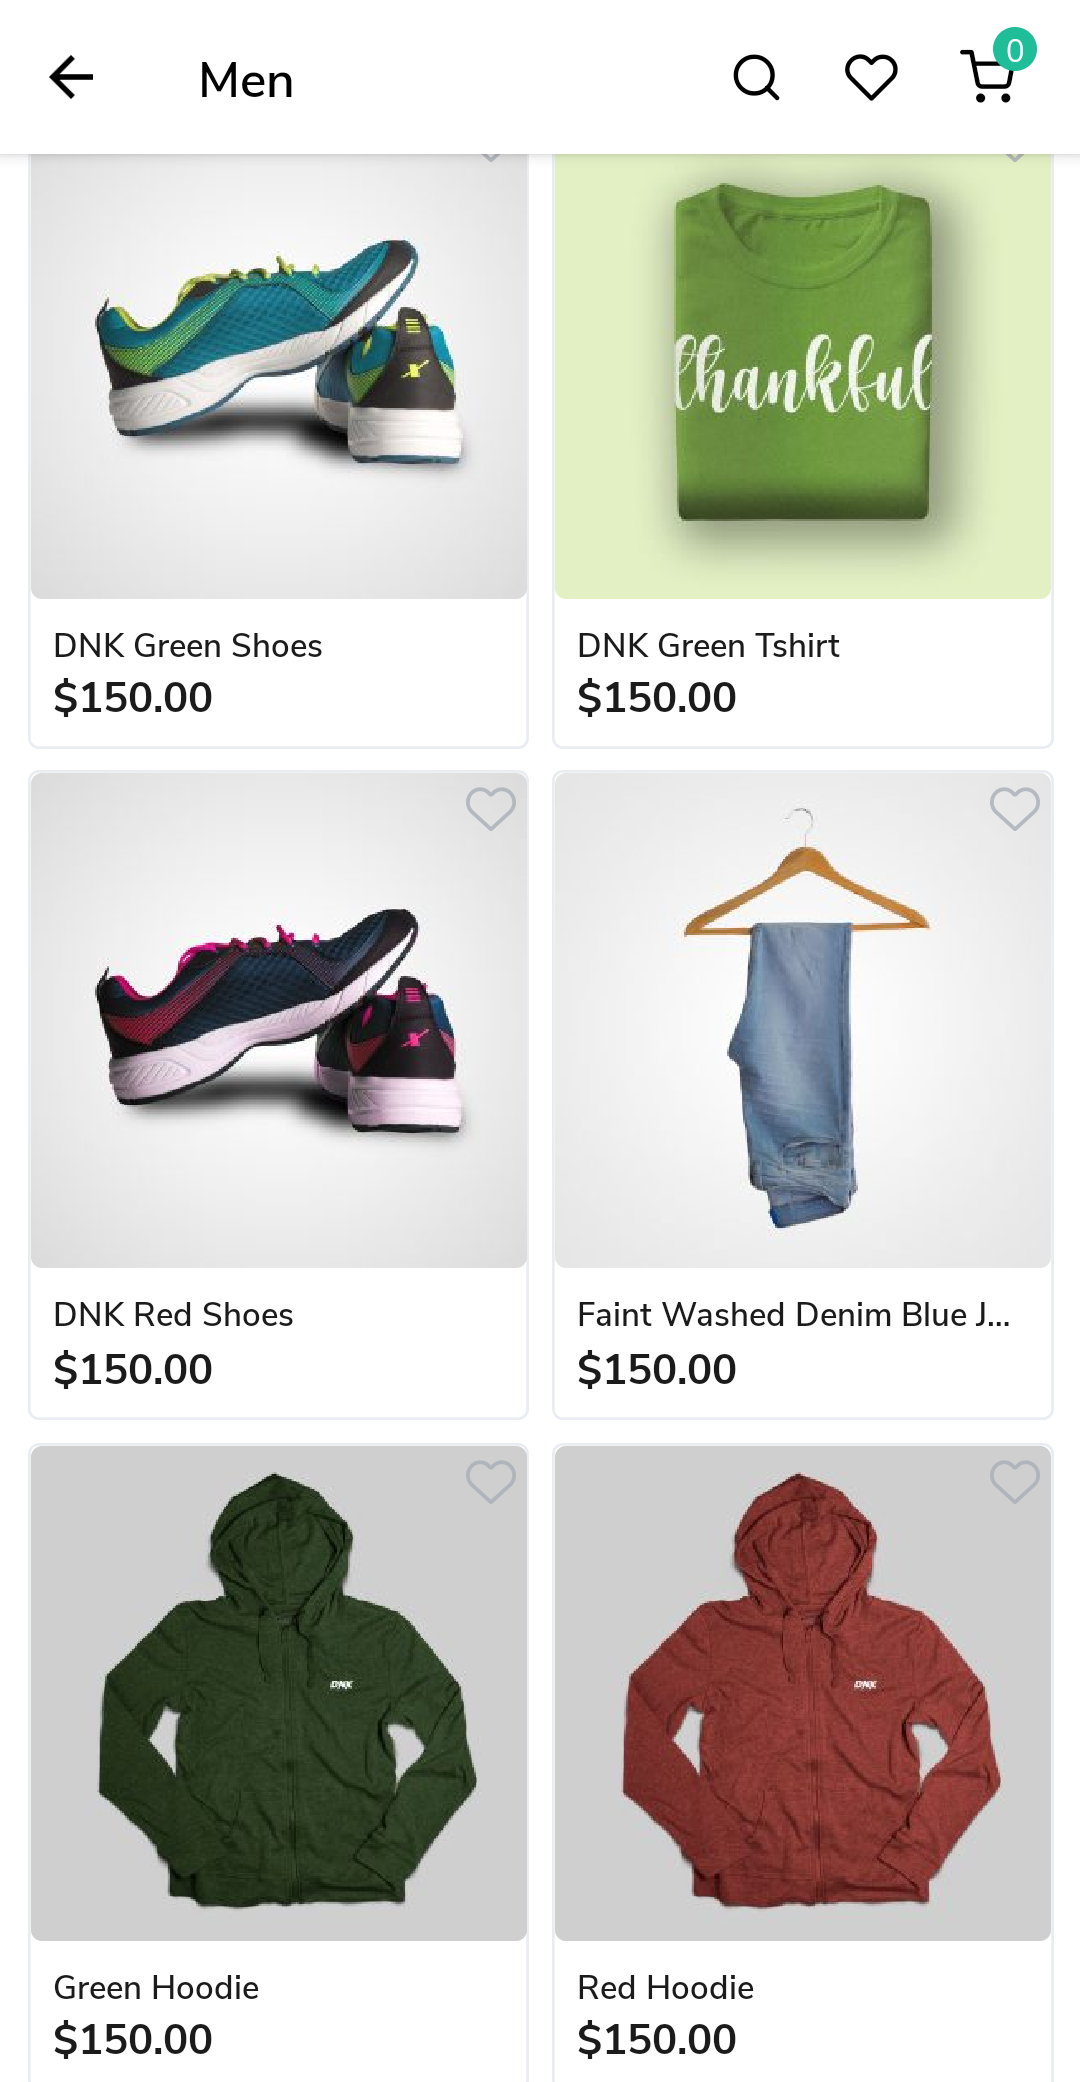 Men
0
thankful
DNK Green Shoes
$150.00
DNK Green Tshirt
$150.00
DNK Red Shoes
$150.00
Faint Washed Denim Blue J...
$150.00
DNK
DNK
Green Hoodie
$150.00
Red Hoodie
$150.00